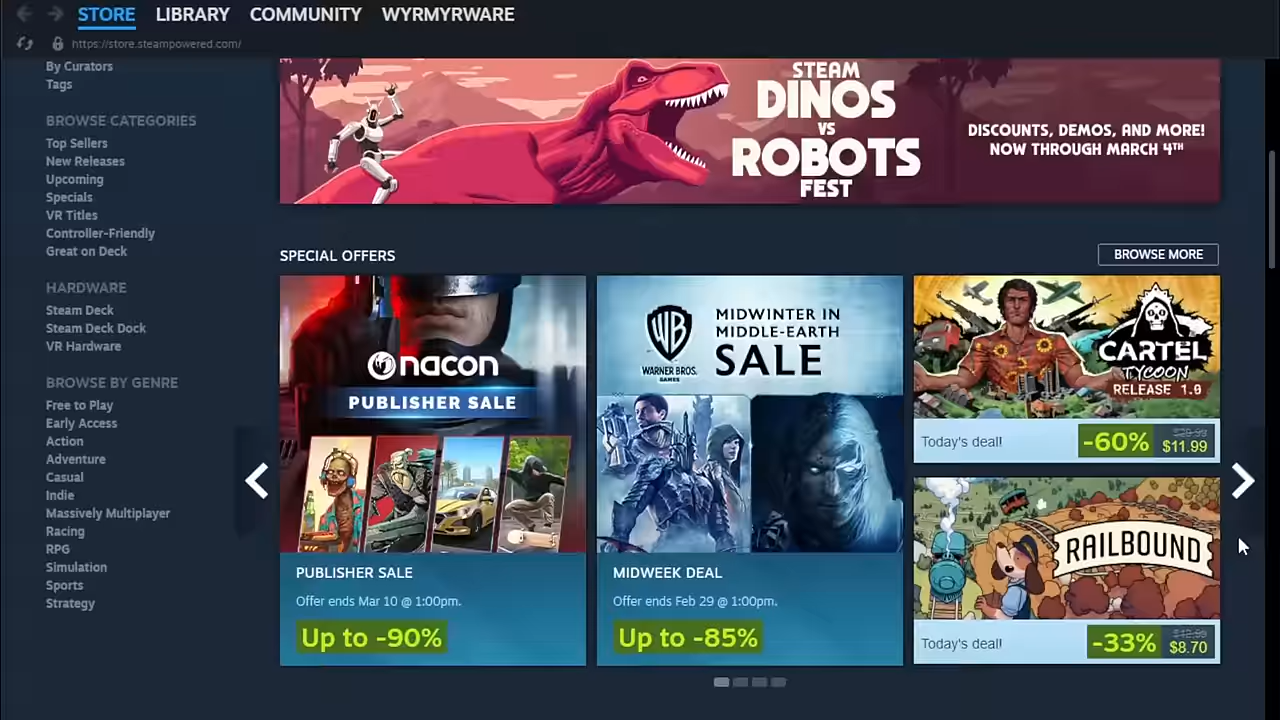 STORE LIBRARY COMMUNITY WYRMYRWARE
https://store.steampowered.com/
By Curators
Tags
BROWSE CATEGORIES
Top Sellers
New Releases
Upcoming
Specials
VR Titles
Controller-Friendly
Great on Deck
HARDWARE
Steam Deck
Steam Deck Dock
VR Hardware
BROWSE BY GENRE
Free to Play
Early Access
Action
Adventure
Casual
Indie
Massively Multiplayer
Racing
RPG
Simulation
Sports
Strategy
STEAM
DINOS
VS
ROBOTS
FEST
DISCOUNTS, DEMOS, AND MORE!
NOW THROUGH MARCH 4TH
SPECIAL OFFERS
BROWSE MORE
nacon
PUBLISHER SALE
PUBLISHER SALE
Offer ends Mar 10 @ 1:00pm.
Up to -90%
WB
WARNER BROS.
GAMES
MIDWINTER IN
MIDDLE-EARTH
SALE
MIDWEEK DEAL
Offer ends Feb 29 @ 1:00pm.
Up to -85%
CARTEL
TYCOON
RELEASE 1.0
Today's deal!
-60%
$29.99
$11.99
RAILBOUND
Today's deal!
-33%
$12.99
$8.70